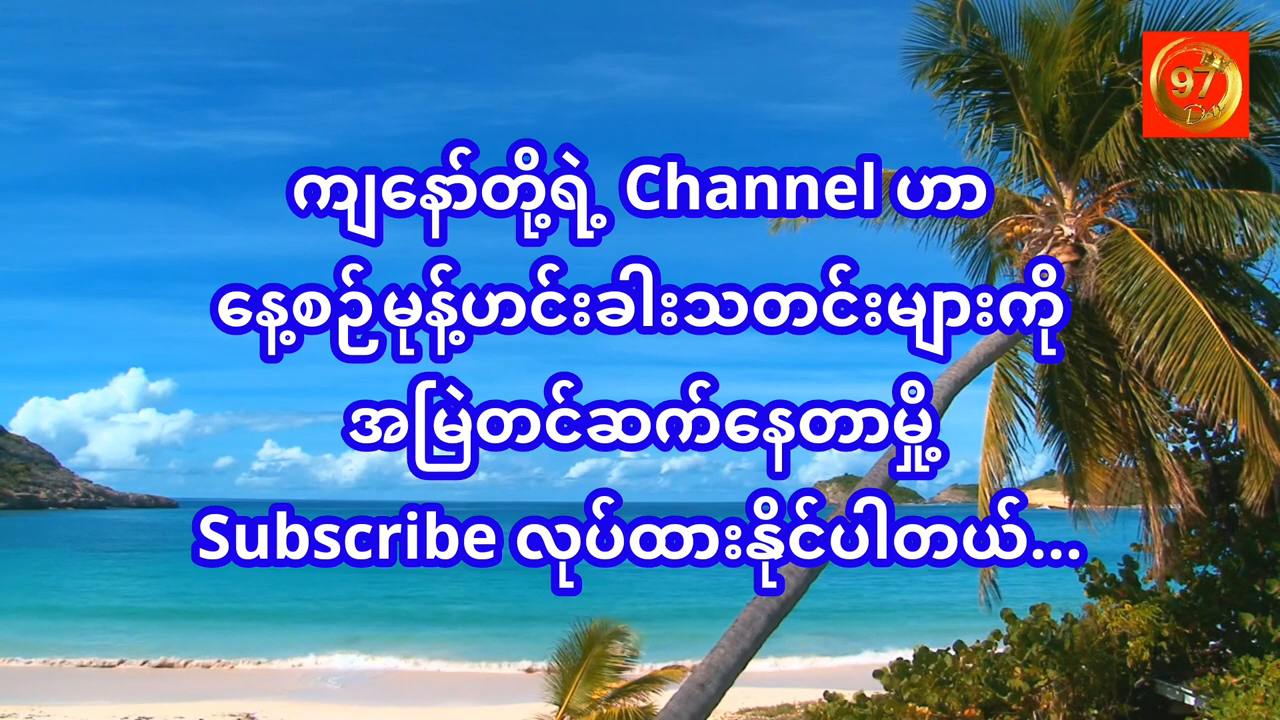 97
Day
ကျနော်တို့ရဲ့ Channel ဟာ
နေ့စဉ်မုန့်ဟင်းခါးသတင်းများကို
အမြဲတင်ဆက်နေတာမှို့
Subscribe လုပ်ထားနိုင်ပါတယ်...